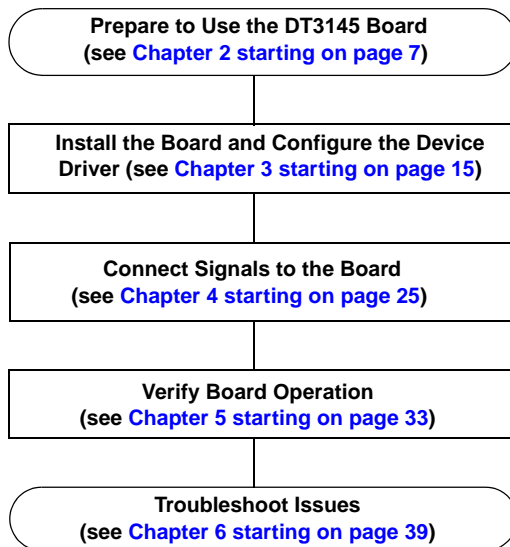 Prepare to Use the DT3145 Board
(see Chapter 2 starting on page 7)
Install the Board and Configure the Device
Driver (see Chapter 3 starting on page 15)
Connect Signals to the Board
(see Chapter 4 starting on page 25)
Verify Board Operation
(see Chapter 5 starting on page 33)
Troubleshoot Issues
(see Chapter 6 starting on page 39)